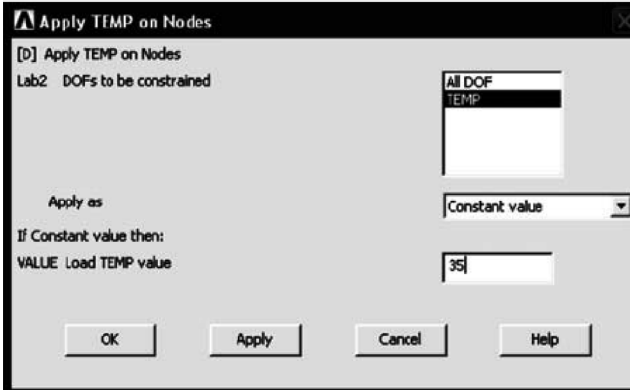 Apply TEMP on Nodes
[D] Apply TEMP on Nodes
Lab2 DOFs to be constrained
All DOF
TEMP
Apply as
Constant value
If Constant value then:
VALUE Load TEMP value
35
OK Apply Cancel Help